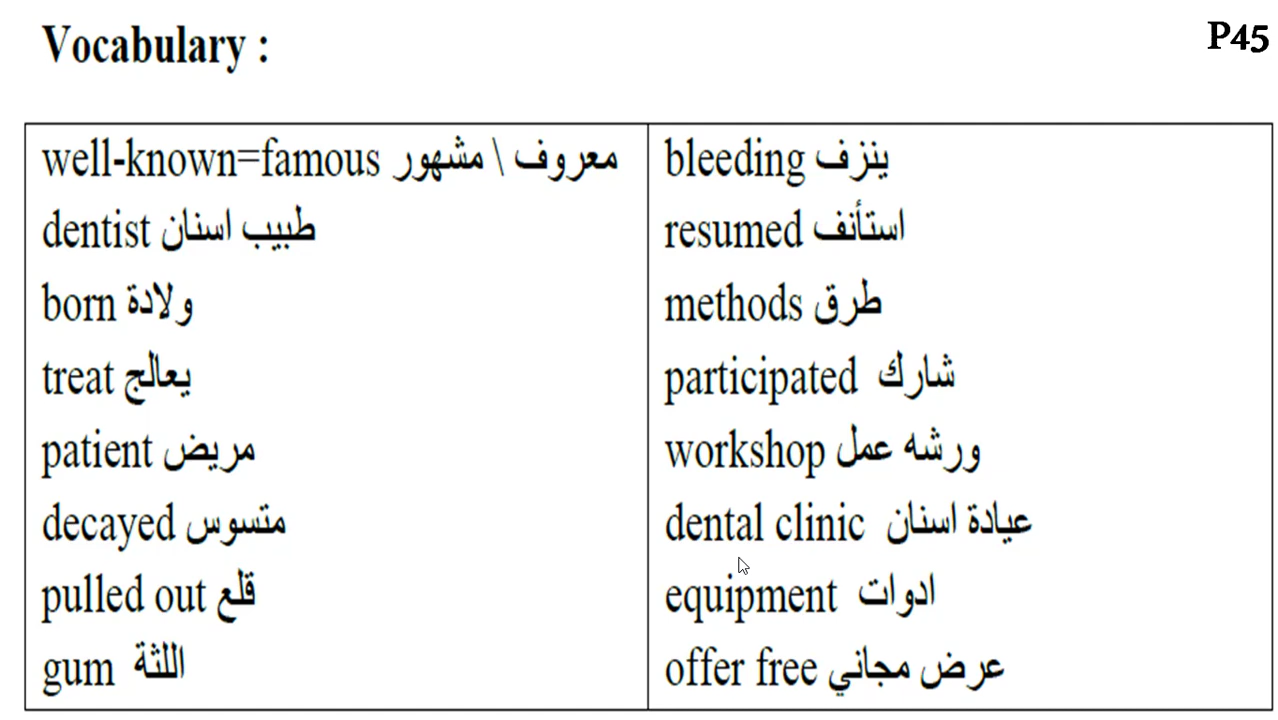 Vocabulary :
P45
well-known=famous معروف \ مشهور
dentist طبيب اسنان
born ولادة
treat يعالج
patient مريض
decayed متسوس
pulled out قلع
gum اللثة
bleeding ينزف
resumed استأنف
methods طرق
participated شارك
workshop ورشه عمل
dental clinic عيادة اسنان
equipment ادوات
offer free عرض مجاني